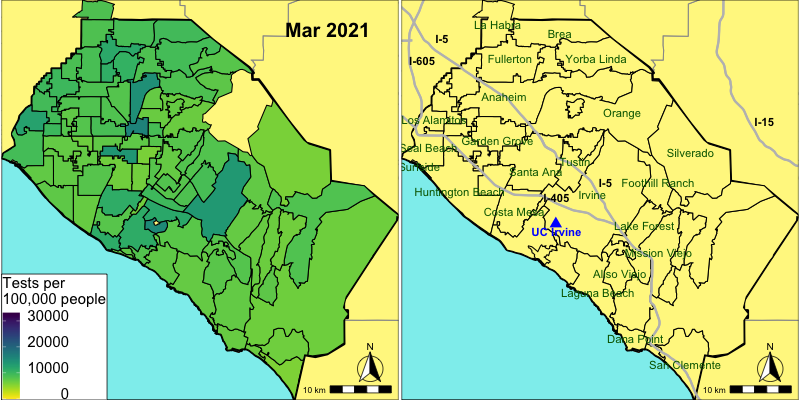 Mar 2021
Tests per
100,000 people
30000
20000
10000
0
N
10 km
La Habra
Brea
I-5
Fullerton
Yorba Linda
I-605
Anaheim
Orange
Los Alamitos
I-15
Garden Grove
Seal Beach
Silverado
Tustin
Sunside
Santa Ana
I-5
Foothill Ranch
Huntington Beach
I-405
Irvine
Costa Mesa
UC Irvine
Lake Forest
Mission Viejo
Aliso Viejo
Laguna Beach
Dana Point
San Clemente
N
10 km